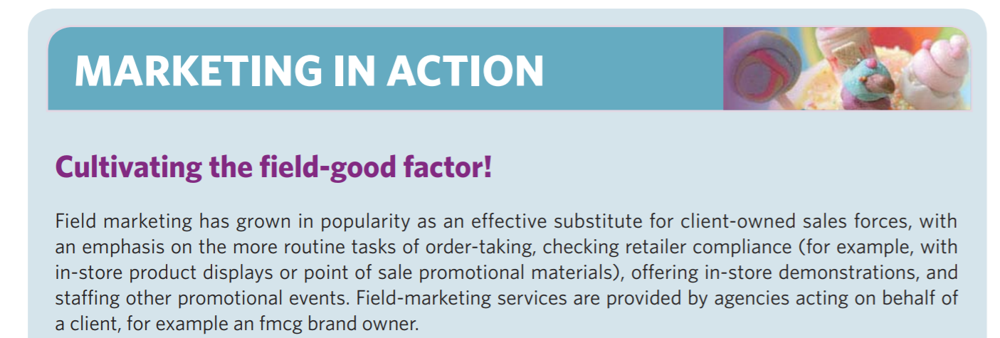 MARKETING IN ACTION
Cultivating the field-good factor!
Field marketing has grown in popularity as an effective substitute for client-owned sales forces, with
an emphasis on the more routine tasks of order-taking, checking retailer compliance (for example, with
in-store product displays or point of sale promotional materials), offering in-store demonstrations, and
staffing other promotional events. Field-marketing services are provided by agencies acting on behalf of
a client, for example an fmcg brand owner.